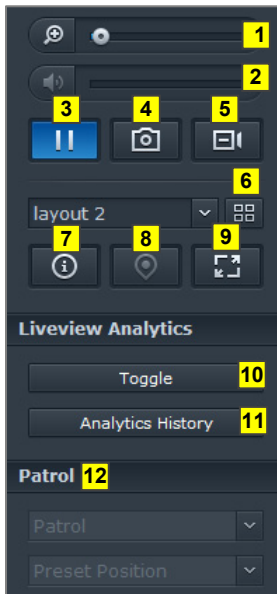 1
2
3 4 5
6
layout 2
7 8 9
Liveview Analytics
Toggle 10
Analytics History 11
Patrol 12
Patrol
Preset Position